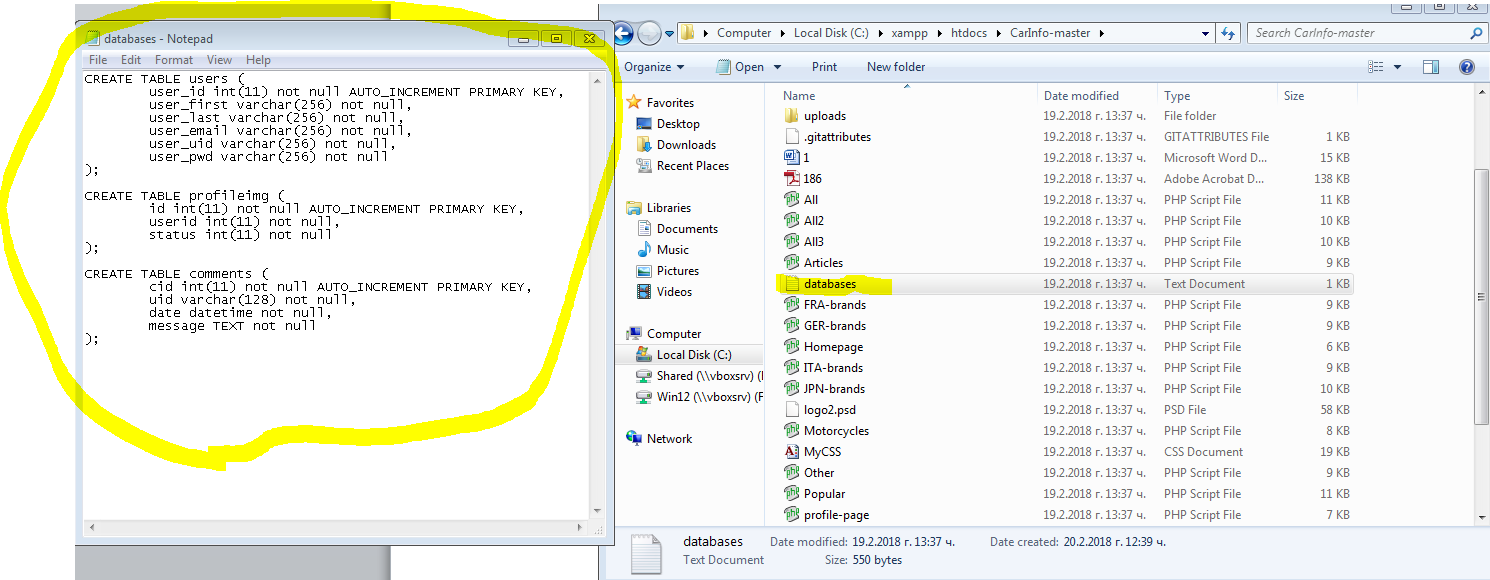 databases - Notepad
File Edit Format View Help
CREATE TABLE users (
user_id int(11) not null AUTO_INCREMENT PRIMARY KEY,
user_first varchar(256) not null,
user_last varchar(256) not null,
user_email varchar(256) not null,
user_uid varchar(256) not null,
user_pwd varchar(256) not null
);
CREATE TABLE profileimg (
id int(11) not null AUTO_INCREMENT PRIMARY KEY,
userid int(11) not null,
status int(11) not null
);
CREATE TABLE comments (
cid int(11) not null AUTO_INCREMENT PRIMARY KEY,
uid varchar(128) not null,
date datetime not null,
message TEXT not null
);
Computer Local Disk (C:) xampp htdocs CarInfo-master
Search CarInfo-master
Organize Open Print New folder
Favorites
Desktop
Downloads
Recent Places
Libraries
Documents
Music
Pictures
Videos
Computer
Local Disk (C:)
Shared (\\vboxsrv) (
Win12 (\\vboxsrv) (F
Network
Name Date modified Type Size
uploads 19.2.2018 г. 13:37 ч. File folder
.gitattributes 19.2.2018 г. 13:37 ч. GITATTRIBUTES File 1 KB
1 19.2.2018 г. 13:37 ч. Microsoft Word D... 15 KB
186 19.2.2018 г. 13:37 ч. Adobe Acrobat D... 138 KB
All 19.2.2018 г. 13:37 ч. PHP Script File 11 KB
All2 19.2.2018 г. 13:37 ч. PHP Script File 10 KB
All3 19.2.2018 г. 13:37 ч. PHP Script File 10 KB
Articles 19.2.2018 г. 13:37 ч. PHP Script File 9 KB
databases 19.2.2018 г. 13:37 ч. Text Document 1 KB
FRA-brands 19.2.2018 г. 13:37 ч. PHP Script File 9 KB
GER-brands 19.2.2018 г. 13:37 ч. PHP Script File 9 KB
Homepage 19.2.2018 г. 13:37 ч. PHP Script File 6 KB
ITA-brands 19.2.2018 г. 13:37 ч. PHP Script File 9 KB
JPN-brands 19.2.2018 г. 13:37 ч. PHP Script File 10 KB
logo2.psd 19.2.2018 г. 13:37 ч. PSD File 58 KB
Motorcycles 19.2.2018 г. 13:37 ч. PHP Script File 8 KB
MyCSS 19.2.2018 г. 13:37 ч. CSS Document 19 KB
Other 19.2.2018 г. 13:37 ч. PHP Script File 9 KB
Popular 19.2.2018 г. 13:37 ч. PHP Script File 11 KB
profile-page 19.2.2018 г. 13:37 ч. PHP Script File 7 KB
databases Date modified: 19.2.2018 г. 13:37 ч. Date created: 20.2.2018 г. 12:39 ч.
Text Document Size: 550 bytes